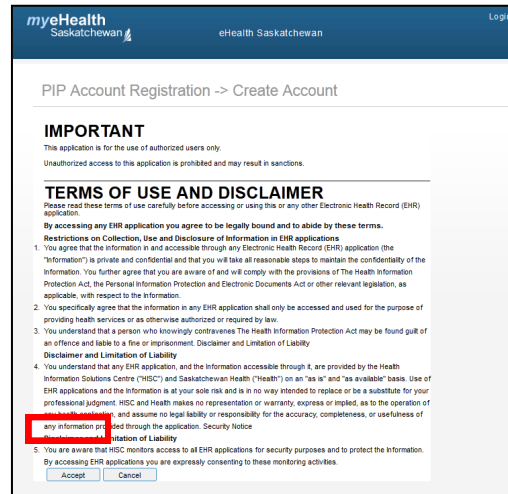 myeHealth
Saskatchewan
eHealth Saskatchewan
Login
PIP Account Registration -> Create Account
IMPORTANT
This application is for the use of authorized users only.
Unauthorized access to this application is prohibited and may result in sanctions.
TERMS OF USE AND DISCLAIMER
Please read these terms of use carefully before accessing or using this or any other Electronic Health Record (EHR)
application.
By accessing any EHR application you agree to be legally bound and to abide by these terms.
Restrictions on Collection, Use and Disclosure of Information in EHR applications
1. You agree that the information in and accessible through any Electronic Health Record (EHR) application (the
"Information") is private and confidential and that you will take all reasonable steps to maintain the confidentiality of the
Information. You further agree that you are aware of and will comply with the provisions of The Health Information
Protection Act, the Personal Information Protection and Electronic Documents Act or other relevant legislation, as
applicable, with respect to the Information.
2. You specifically agree that the information in any EHR application shall only be accessed and used for the purpose of
providing health services or as otherwise authorized or required by law.
3. You understand that a person who knowingly contravenes The Health Information Protection Act may be found guilt of
an offence and liable to a fine or imprisonment. Disclaimer and Limitation of Liability
Disclaimer and Limitation of Liability
4. You understand that any EHR application, and the Information accessible through it, are provided by the Health
Information Solutions Centre ("HISC") and Saskatchewan Health ("Health") on an "as is" and "as available" basis. Use of
EHR applications and the Information is at your sole risk and is in no way intended to replace or be a substitute for your
professional judgment. HISC and Health makes no representation or warranty, express or implied, as to the operation of
any health application, and assume no legal liability or responsibility for the accuracy, completeness, or usefulness of
any information provided through the application. Security Notice
Disclaimer and Limitation of Liability
5. You are aware that HISC monitors access to all EHR applications for security purposes and to protect the Information.
By accessing EHR applications you are expressly consenting to these monitoring activities.
Accept Cancel